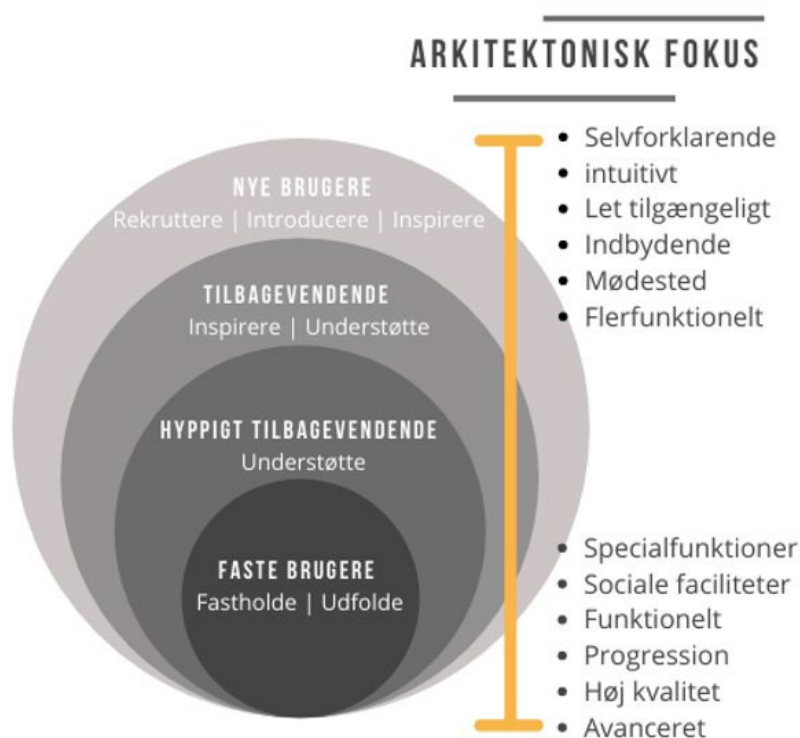 ARKITEKTONISK FOKUS
NYE BRUGERE
Rekruttere | Introducere | Inspirere
TILBAGEVENDENDE
Inspirere | Understøtte
HYPPIGT TILBAGEVENDENDE
Understøtte
FASTE BRUGERE
Fastholde | Udfolde
• Selvforklarende
• intuitivt
• Let tilgængeligt
• Indbydende
• Mødested
• Flerfunktionelt
• Specialfunktioner
• Sociale faciliteter
• Funktionelt
• Progression
• Høj kvalitet
• Avanceret